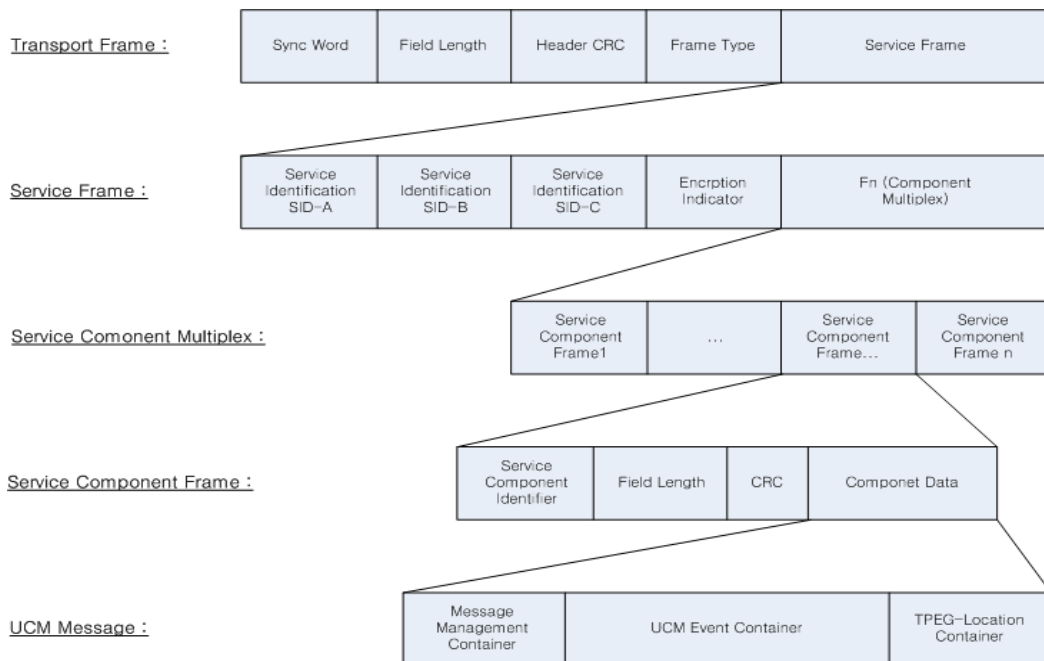 Transport Frame :
Sync Word
Field Length
Header CRC
Frame Type
Service Frame
Service Frame :
Service
Identification
SID-A
Service
Identification
SID-B
Service
Identification
SID-C
Encrption
Indicator
Fn (Component
Multiplex)
Service Comonent Multiplex :
Service
Component
Frame1
...
Service
Component
Frame...
Service
Component
Frame n
Service Component Frame :
Service
Component
Identifier
Field Length
CRC
Componet Data
UCM Message :
Message
Management
Container
UCM Event Container
TPEG-Location
Container